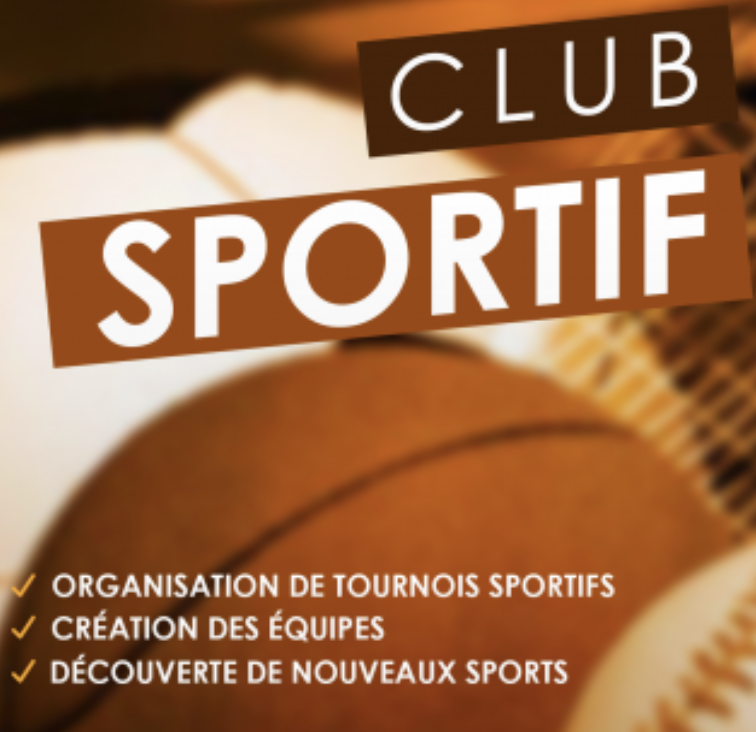 CLUB
SPORTIF
ORGANISATION DE TOURNOIS SPORTIFS
CRÉATION DES ÉQUIPES
DÉCOUVERTE DE NOUVEAUX SPORTS